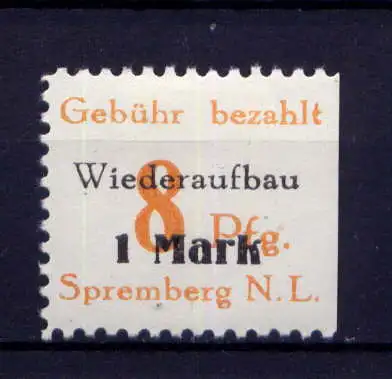 Gebühr bezahlt
Wiederaufbau
8 Pfg.
1 Mark
Spremberg N.L.